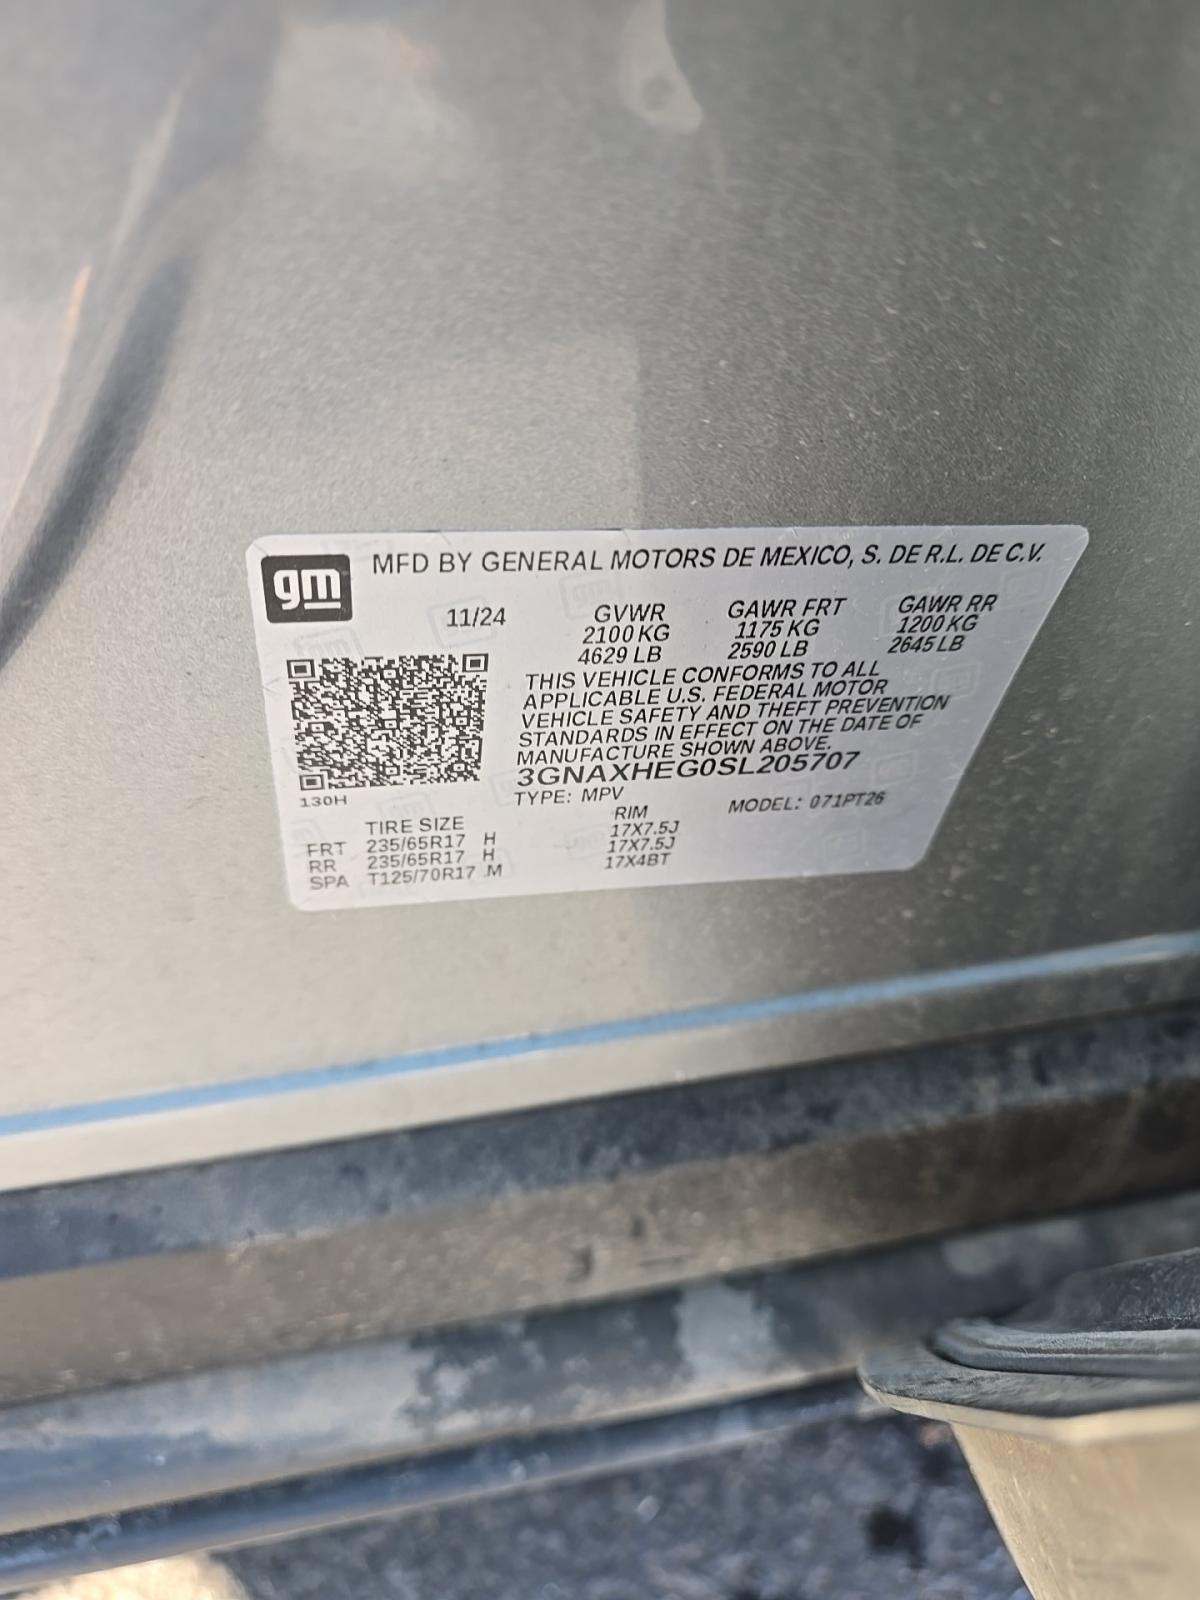 gm
MFD BY GENERAL MOTORS DE MEXICO, S. DE R.L. DE C.V.
11/24 GVWR GAWR FRT GAWR RR
2100 KG 1175 KG 1200 KG
4629 LB 2590 LB 2645 LB
THIS VEHICLE CONFORMS TO ALL
APPLICABLE U.S. FEDERAL MOTOR
VEHICLE SAFETY AND THEFT PREVENTION
STANDARDS IN EFFECT ON THE DATE OF
MANUFACTURE SHOWN ABOVE.
3GNAXHEG0SL205707
130H
TYPE: MPV MODEL: 071PT26
TIRE SIZE RIM
FRT 235/65R17 H 17X7.5J
RR 235/65R17 H 17X7.5J
SPA T125/70R17 M 17X4BT